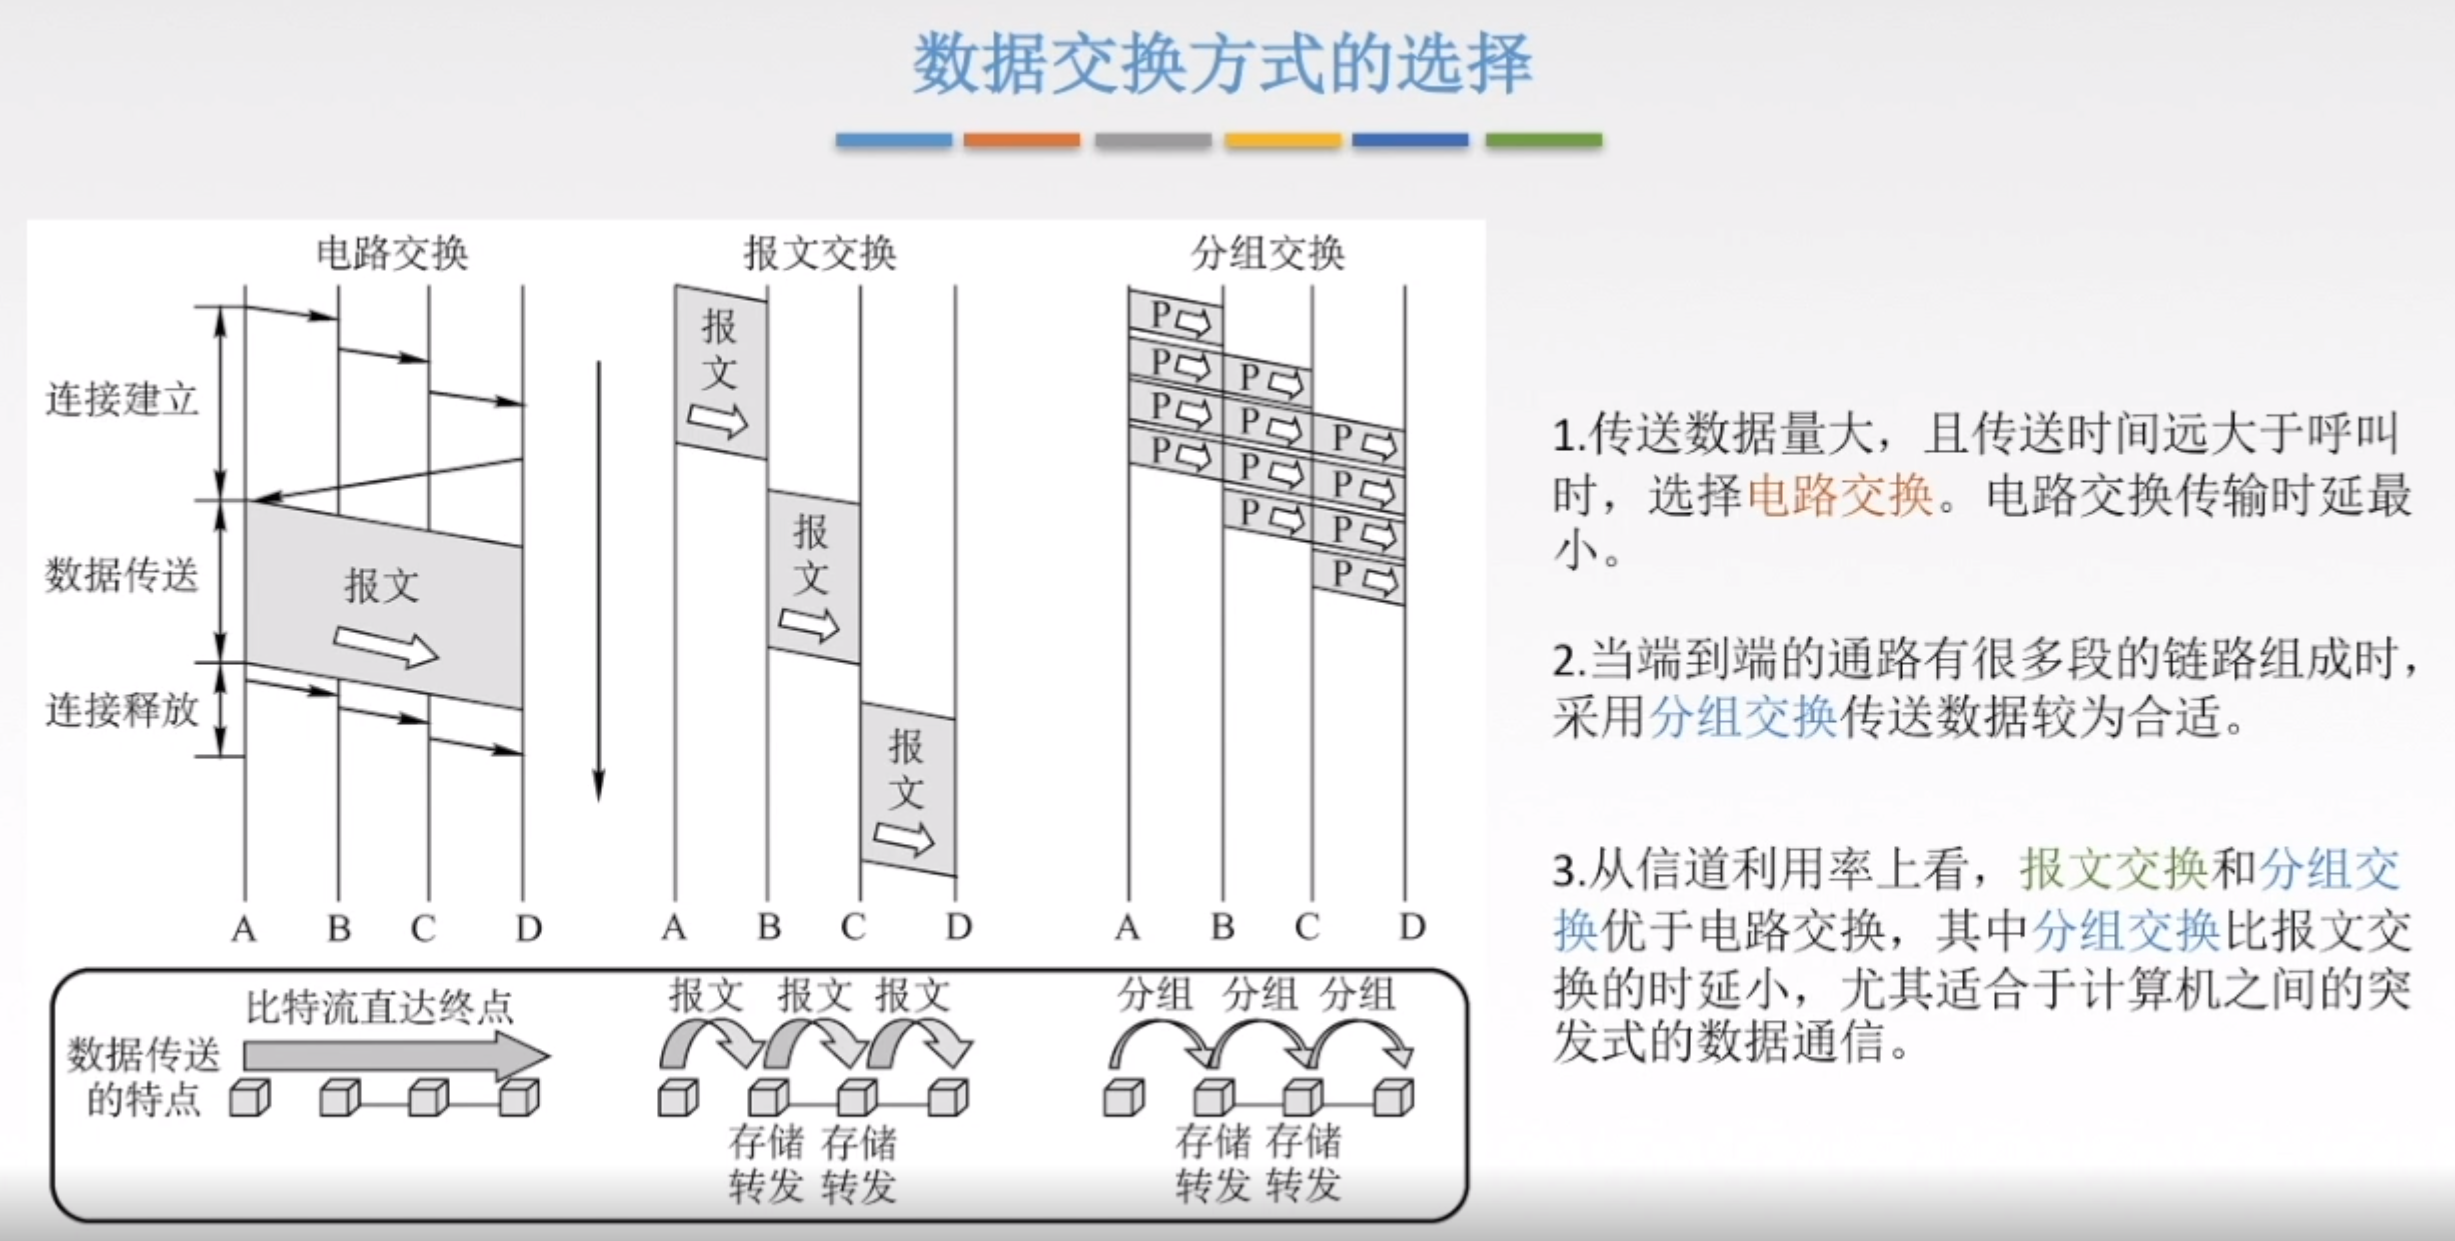 数据交换方式的选择
电路交换
报文交换
分组交换
连接建立
数据传送
连接释放
报文
报
文
报
文
报
文
P
P
P
P
P
P
P
P
P
P
P
P
A B C D
A B C D
A B C D
数据传送
的特点
比特流直达终点
报文 报文 报文
存储 存储
转发 转发
分组 分组 分组
存储 存储
转发 转发
1.传送数据量大，且传送时间远大于呼叫
时，选择电路交换。电路交换传输时延最
小。
2.当端到端的通路有很多段的链路组成时，
采用分组交换传送数据较为合适。
3.从信道利用率上看，报文交换和分组交
换优于电路交换，其中分组交换比报文交
换的时延小，尤其适合于计算机之间的突
发式的数据通信。